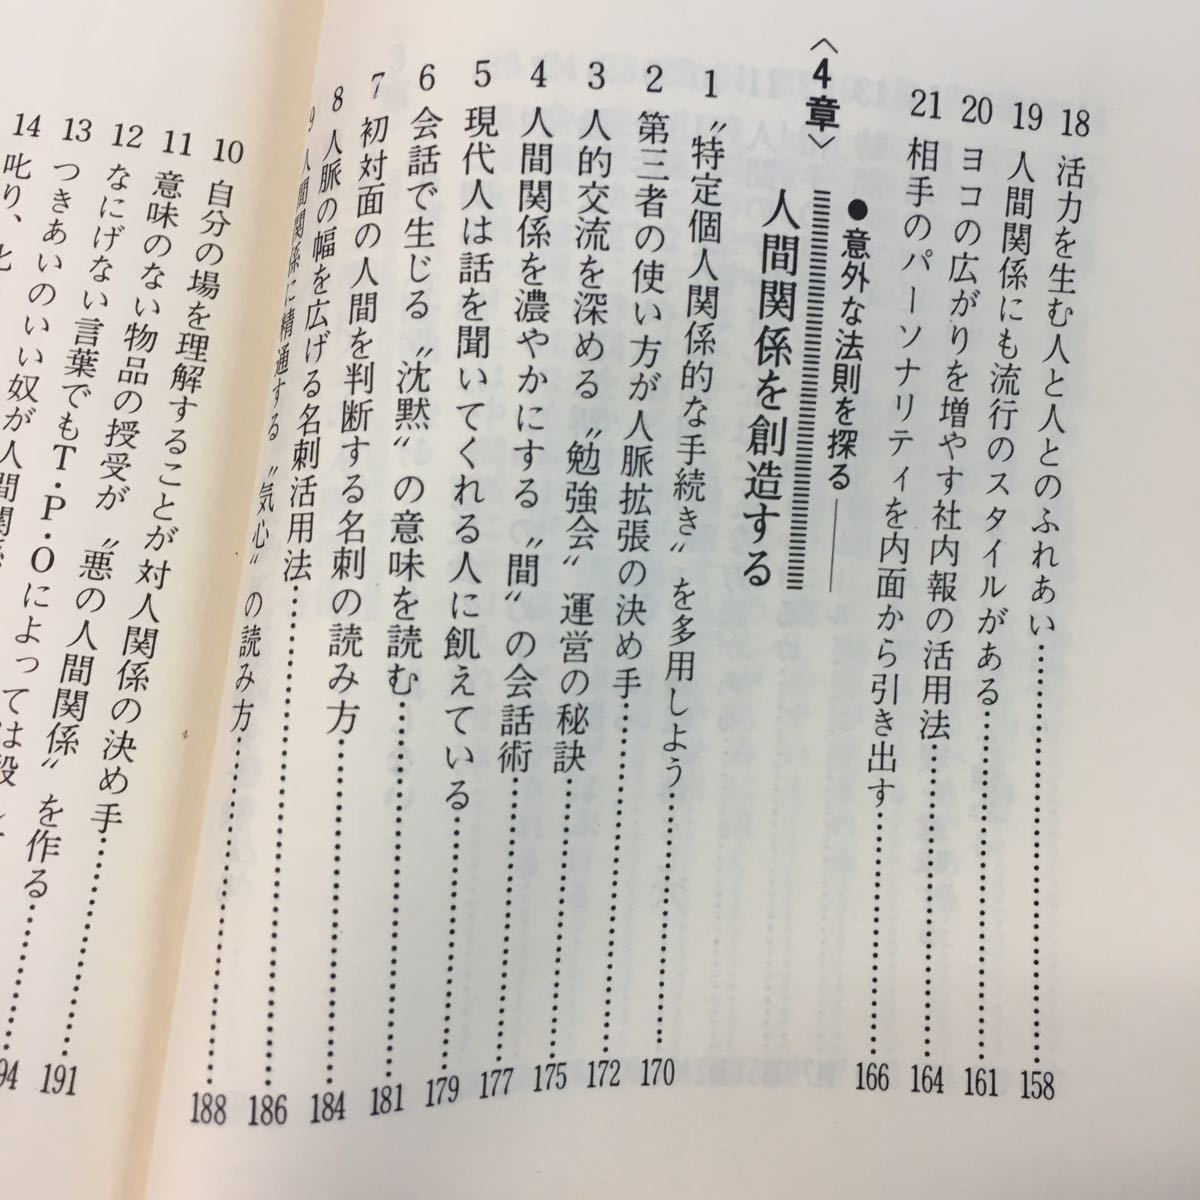 18 活力を生む人と人とのふれあい……158
19 人間関係にも流行のスタイルがある……161
20 ヨコの広がりを増やす社内報の活用法……164
21 相手のパーソナリティを内面から引き出す……166
〈4章〉
●意外な法則を探る——
人間関係を創造する
1 〝特定個人関係的な手続き〟を多用しよう……170
2 第三者の使い方が人脈拡張の決め手……172
3 人的交流を深める〝勉強会〟運営の秘訣……175
4 人間関係を濃やかにする〝間〟の会話術……177
5 現代人は話を聞いてくれる人に飢えている……179
6 会話で生じる〝沈黙〟の意味を読む……181
7 初対面の人間を判断する名刺の読み方……184
8 人脈の幅を広げる名刺活用法……186
9 人間関係に精通する〝気心〟の読み方……188
10 自分の場を理解することが対人関係の決め手……191
11 意味のない物品の授受が〝悪の人間関係〟を作る……94
12 なにげない言葉でもT・P・Oによっては
13 つきあいのいい奴が人間関
14 叱り、